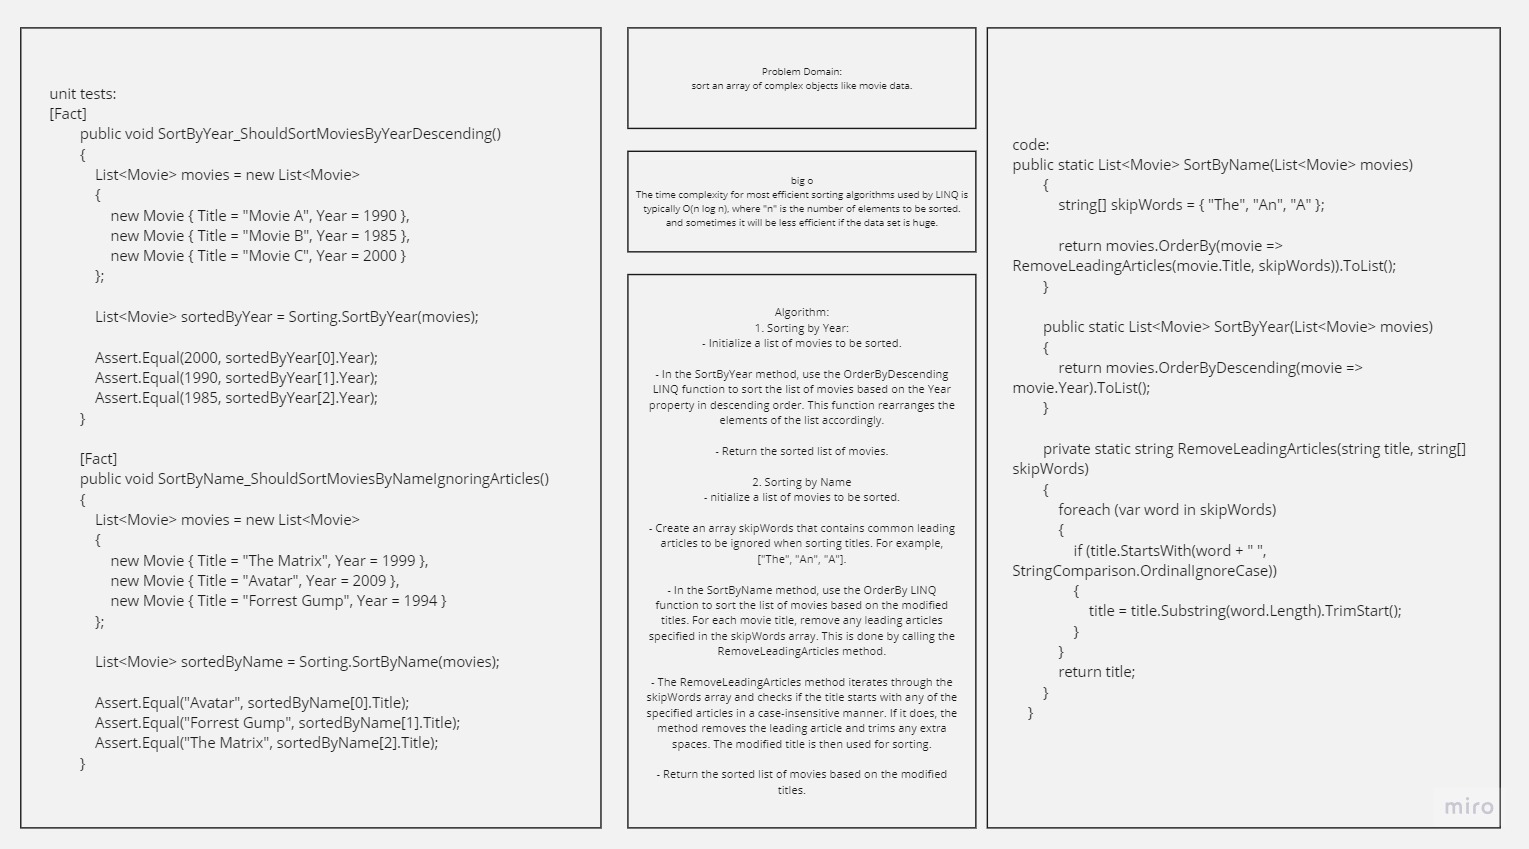 unit tests:
[Fact]
public void SortByYear_ShouldSortMoviesByYearDescending()
{
List<Movie> movies = new List<Movie>
{
new Movie { Title = "Movie A", Year = 1990 },
new Movie { Title = "Movie B", Year = 1985 },
new Movie { Title = "Movie C", Year = 2000 }
};
List<Movie> sortedByYear = Sorting.SortByYear(movies);
Assert.Equal(2000, sortedByYear[0].Year);
Assert.Equal(1990, sortedByYear[1].Year);
Assert.Equal(1985, sortedByYear[2].Year);
}
[Fact]
public void SortByName_ShouldSortMoviesByNameIgnoringArticles()
{
List<Movie> movies = new List<Movie>
{
new Movie { Title = "The Matrix", Year = 1999 },
new Movie { Title = "Avatar", Year = 2009 },
new Movie { Title = "Forrest Gump", Year = 1994 }
};
List<Movie> sortedByName = Sorting.SortByName(movies);
Assert.Equal("Avatar", sortedByName[0].Title);
Assert.Equal("Forrest Gump", sortedByName[1].Title);
Assert.Equal("The Matrix", sortedByName[2].Title);
}
Problem Domain:
sort an array of complex objects like movie data.
big o
The time complexity for most efficient sorting algorithms used by LINQ is
typically O(n log n), where "n" is the number of elements to be sorted.
and sometimes it will be less efficient if the data set is huge.
Algorithm:
1. Sorting by Year:
- Initialize a list of movies to be sorted.
- In the SortByYear method, use the OrderByDescending
LINQ function to sort the list of movies based on the Year
property in descending order. This function rearranges the
elements of the list accordingly.
- Return the sorted list of movies.
2. Sorting by Name
- nitialize a list of movies to be sorted.
- Create an array skipWords that contains common leading
articles to be ignored when sorting titles. For example,
["The", "An", "A"].
- In the SortByName method, use the OrderBy LINQ
function to sort the list of movies based on the modified
titles. For each movie title, remove any leading articles
specified in the skipWords array. This is done by calling the
RemoveLeadingArticles method.
- The RemoveLeadingArticles method iterates through the
skipWords array and checks if the title starts with any of the
specified articles in a case-insensitive manner. If it does, the
method removes the leading article and trims any extra
spaces. The modified title is then used for sorting.
- Return the sorted list of movies based on the modified
titles.
code:
public static List<Movie> SortByName(List<Movie> movies)
{
string[] skipWords = { "The", "An", "A" };
return movies.OrderBy(movie =>
RemoveLeadingArticles(movie.Title, skipWords)).ToList();
}
public static List<Movie> SortByYear(List<Movie> movies)
{
return movies.OrderByDescending(movie =>
movie.Year).ToList();
}
private static string RemoveLeadingArticles(string title, string[]
skipWords)
{
foreach (var word in skipWords)
{
if (title.StartsWith(word + " ",
StringComparison.OrdinalIgnoreCase))
{
title = title.Substring(word.Length).TrimStart();
}
}
return title;
}
}
miro